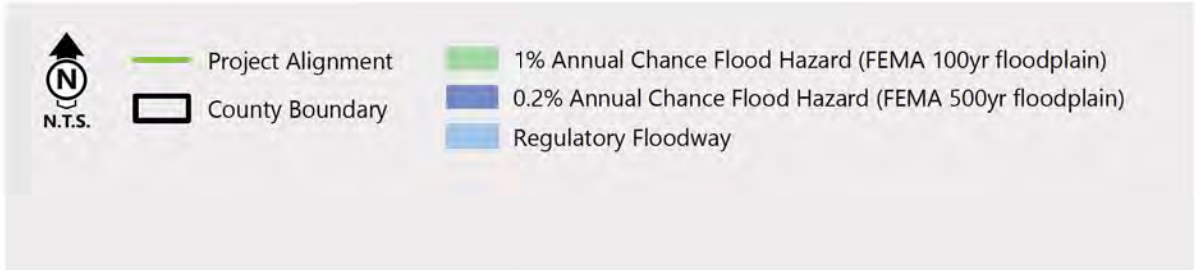 N
N.T.S.
Project Alignment
County Boundary
1% Annual Chance Flood Hazard (FEMA 100yr floodplain)
0.2% Annual Chance Flood Hazard (FEMA 500yr floodplain)
Regulatory Floodway